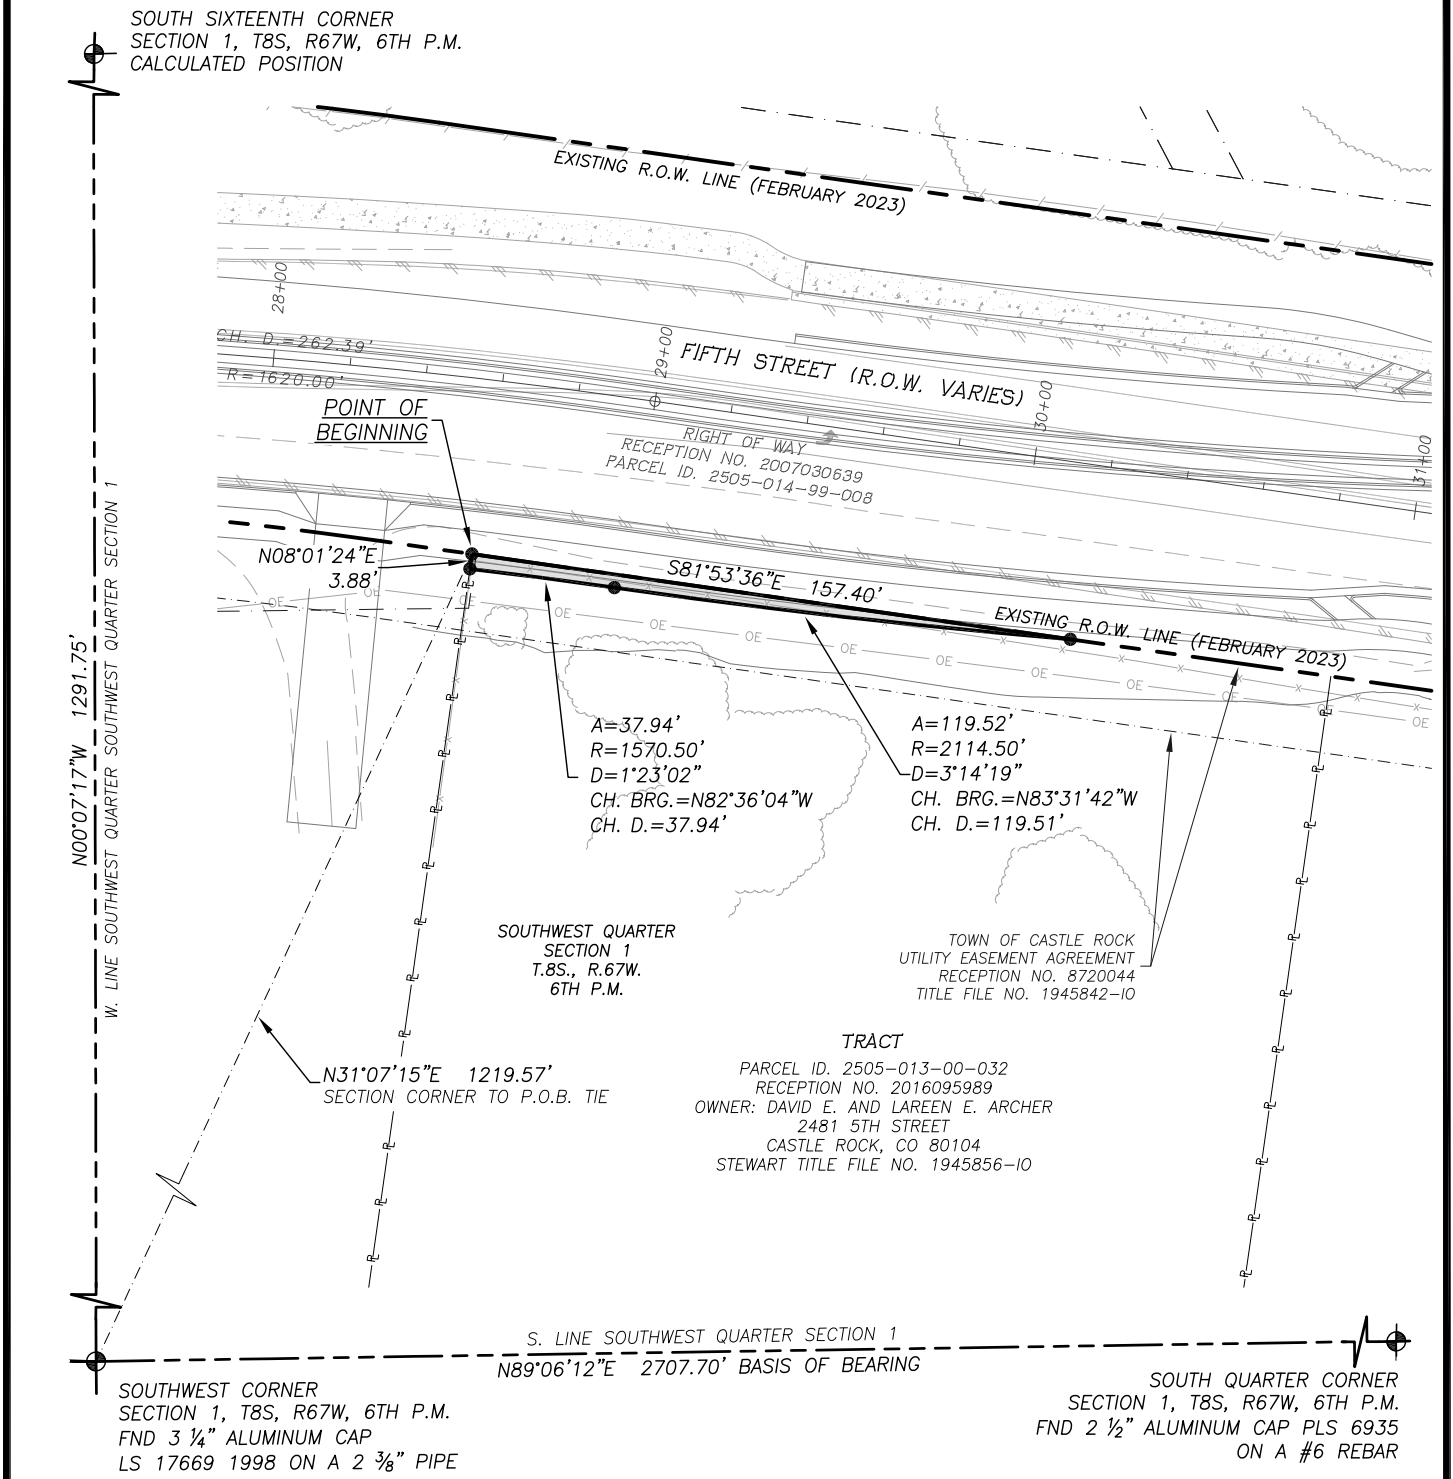 SOUTH SIXTEENTH CORNER
SECTION 1, T8S, R67W, 6TH P.M.
CALCULATED POSITION
EXISTING R.O.W. LINE (FEBRUARY 2023)
28+00
29+00
30+00
31+00
CH. D.=262.39'
R=1620.00'
FIFTH STREET (R.O.W. VARIES)
POINT OF
BEGINNING
RIGHT OF WAY
RECEPTION NO. 2007030639
PARCEL ID. 2505-014-99-008
N08°01'24"E
3.88'
S81°53'36"E 157.40'
EXISTING R.O.W. LINE (FEBRUARY 2023)
OE OE OE OE OE OE OE OE OE OE OE
N00°07'17"W 1291.75'
W. LINE SOUTHWEST QUARTER SOUTHWEST QUARTER SECTION 1
A=37.94'
R=1570.50'
D=1°23'02"
CH. BRG.=N82°36'04"W
CH. D.=37.94'
A=119.52'
R=2114.50'
D=3°14'19"
CH. BRG.=N83°31'42"W
CH. D.=119.51'
SOUTHWEST QUARTER
SECTION 1
T.8S., R.67W.
6TH P.M.
TOWN OF CASTLE ROCK
UTILITY EASEMENT AGREEMENT
RECEPTION NO. 8720044
TITLE FILE NO. 1945842-IO
TRACT
PARCEL ID. 2505-013-00-032
RECEPTION NO. 2016095989
OWNER: DAVID E. AND LAREEN E. ARCHER
2481 5TH STREET
CASTLE ROCK, CO 80104
STEWART TITLE FILE NO. 1945856-IO
N31°07'15"E 1219.57'
SECTION CORNER TO P.O.B. TIE
S. LINE SOUTHWEST QUARTER SECTION 1
N89°06'12"E 2707.70' BASIS OF BEARING
SOUTHWEST CORNER
SECTION 1, T8S, R67W, 6TH P.M.
FND 3 ¼" ALUMINUM CAP
LS 17669 1998 ON A 2 ⅜" PIPE
SOUTH QUARTER CORNER
SECTION 1, T8S, R67W, 6TH P.M.
FND 2 ½" ALUMINUM CAP PLS 6935
ON A #6 REBAR